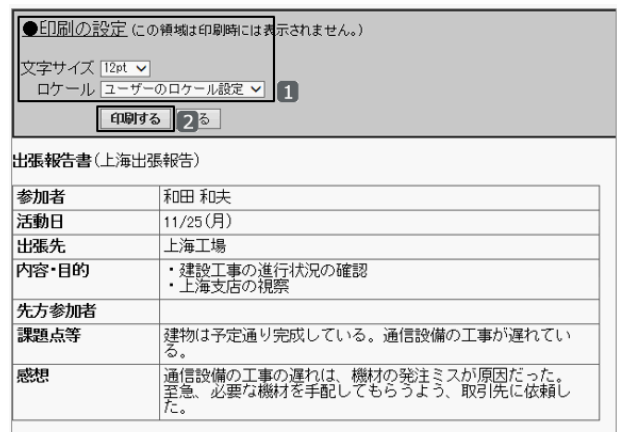 ●印刷の設定(この領域は印刷時には表示されません。)
文字サイズ 12pt
ロケール ユーザーのロケール設定
1
印刷する 2 る
出張報告書(上海出張報告)
参加者 和田 和夫
活動日 11/25(月)
出張先 上海工場
内容・目的 ・建設工事の進行状況の確認
・上海支店の視察
先方参加者
課題点等 建物は予定通り完成している。通信設備の工事が遅れてい
る。
感想 通信設備の工事の遅れは、機材の発注ミスが原因だった。
至急、必要な機材を手配してもらうよう、取引先に依頼し
た。